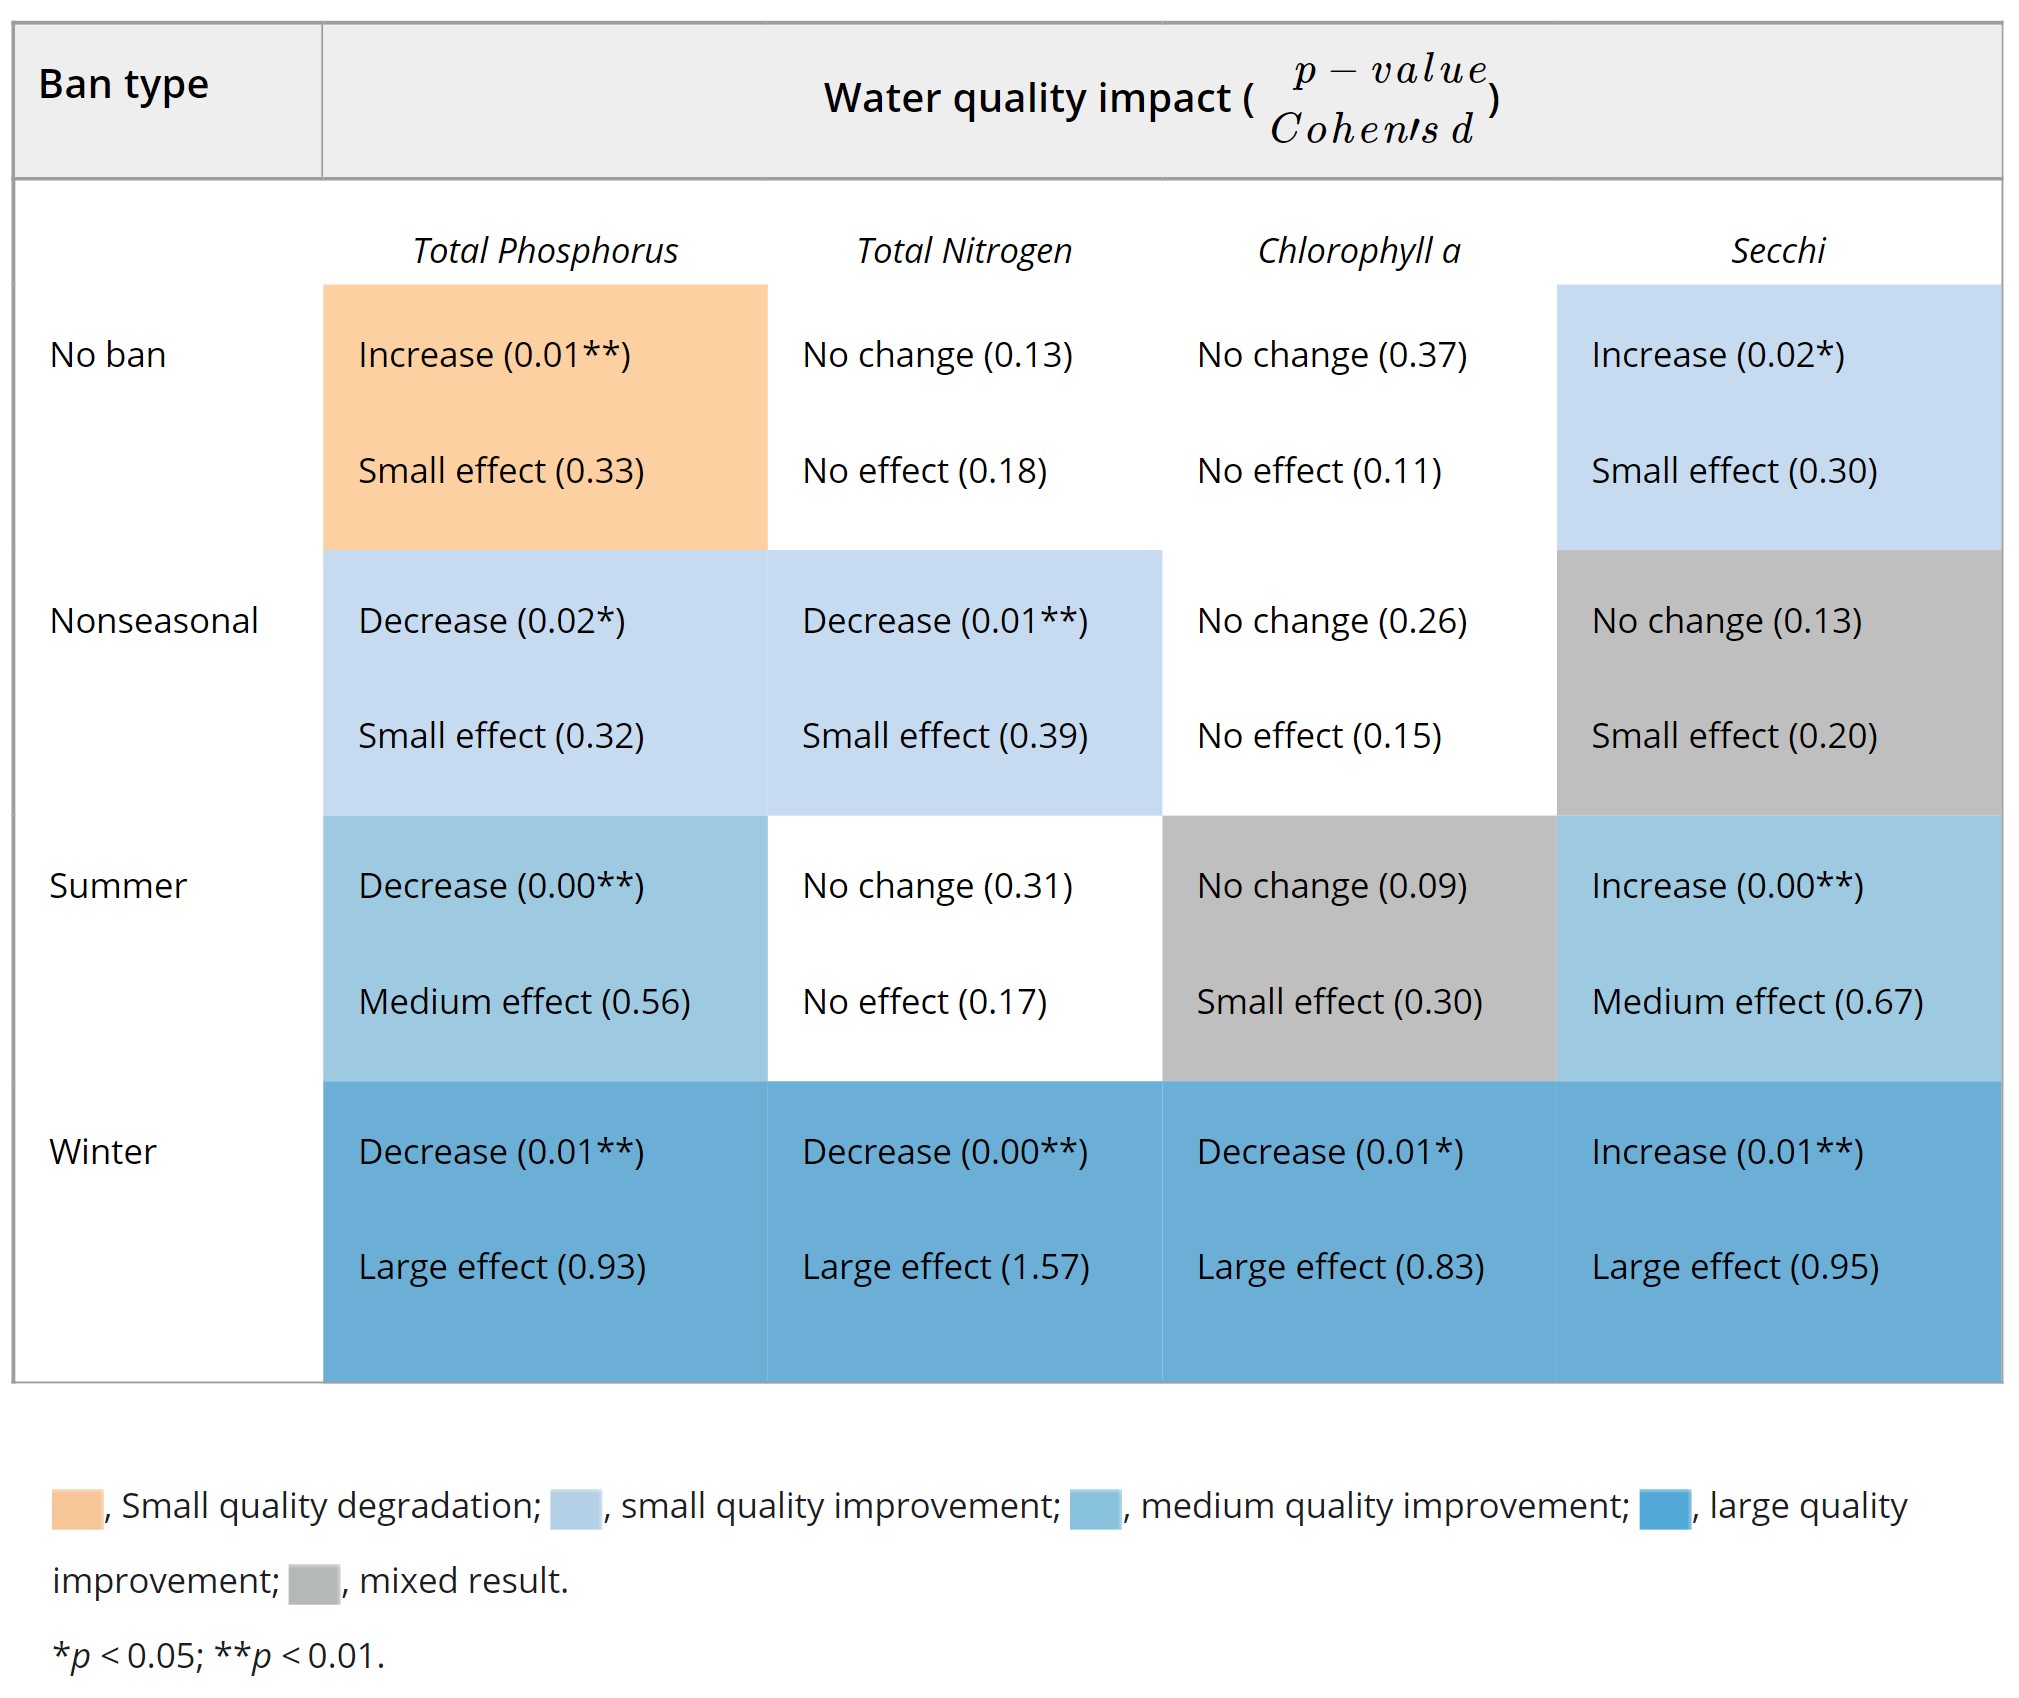 Ban type
Water quality impact ( p − value Cohen's d )
Total Phosphorus Total Nitrogen Chlorophyll a Secchi
No ban Increase (0.01**) No change (0.13) No change (0.37) Increase (0.02*)
Small effect (0.33) No effect (0.18) No effect (0.11) Small effect (0.30)
Nonseasonal Decrease (0.02*) Decrease (0.01**) No change (0.26) No change (0.13)
Small effect (0.32) Small effect (0.39) No effect (0.15) Small effect (0.20)
Summer Decrease (0.00**) No change (0.31) No change (0.09) Increase (0.00**)
Medium effect (0.56) No effect (0.17) Small effect (0.30) Medium effect (0.67)
Winter Decrease (0.01**) Decrease (0.00**) Decrease (0.01*) Increase (0.01**)
Large effect (0.93) Large effect (1.57) Large effect (0.83) Large effect (0.95)
, Small quality degradation; , small quality improvement; , medium quality improvement; , large quality
improvement; , mixed result.
*p < 0.05; **p < 0.01.